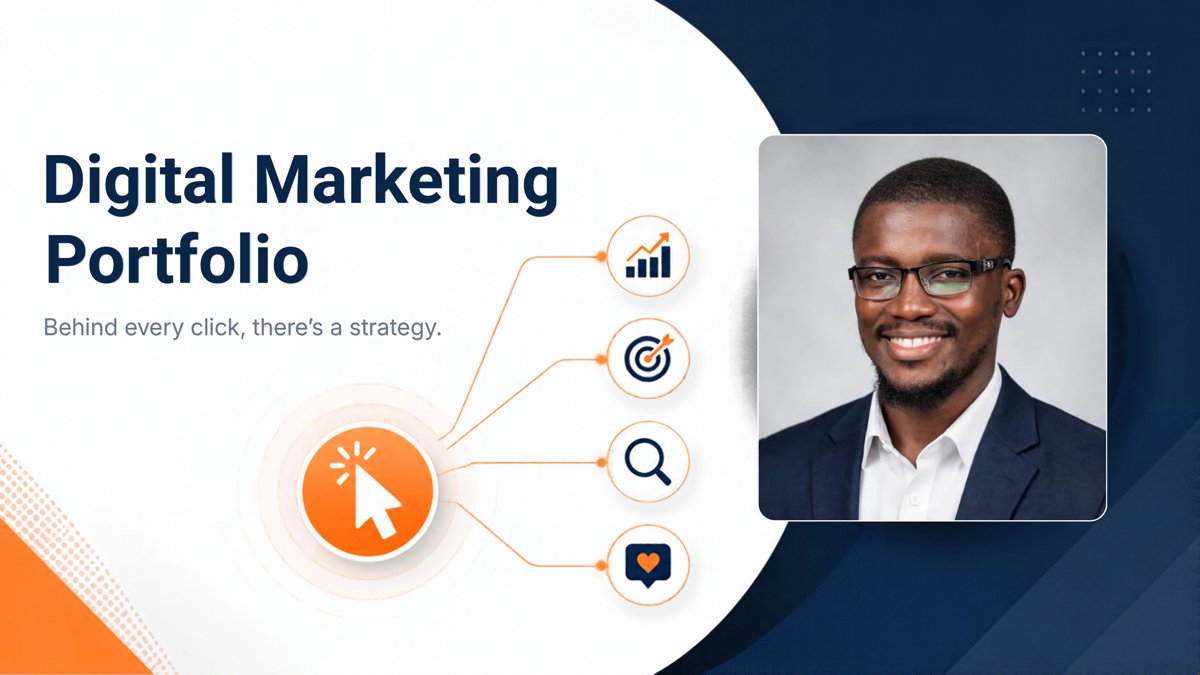 Digital Marketing
Portfolio
Behind every click, there's a strategy.